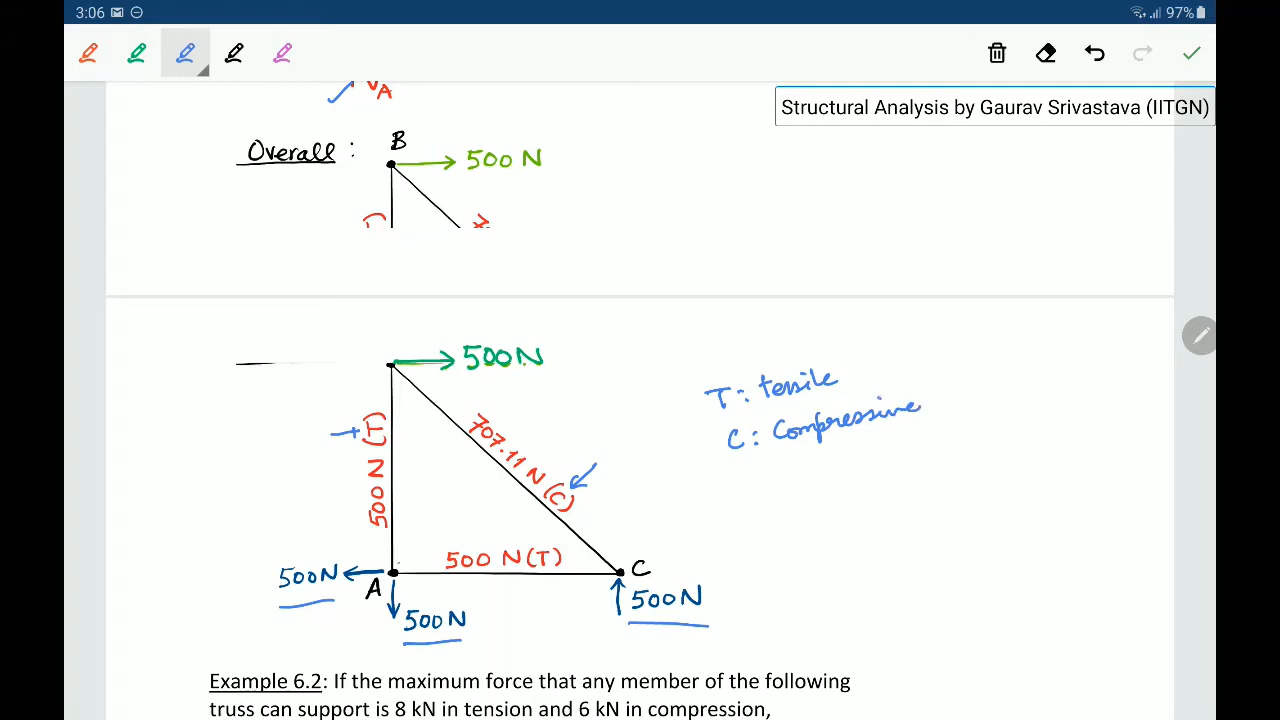 3:06
97%
V_A
Structural Analysis by Gaurav Srivastava (IITGN)
Overall :
B
500 N
500N
T: tensile
C: Compressive
500 N (T)
707.11 N (C)
500 N (T)
500N
A
500N
C
500N
Example 6.2: If the maximum force that any member of the following
truss can support is 8 kN in tension and 6 kN in compression,